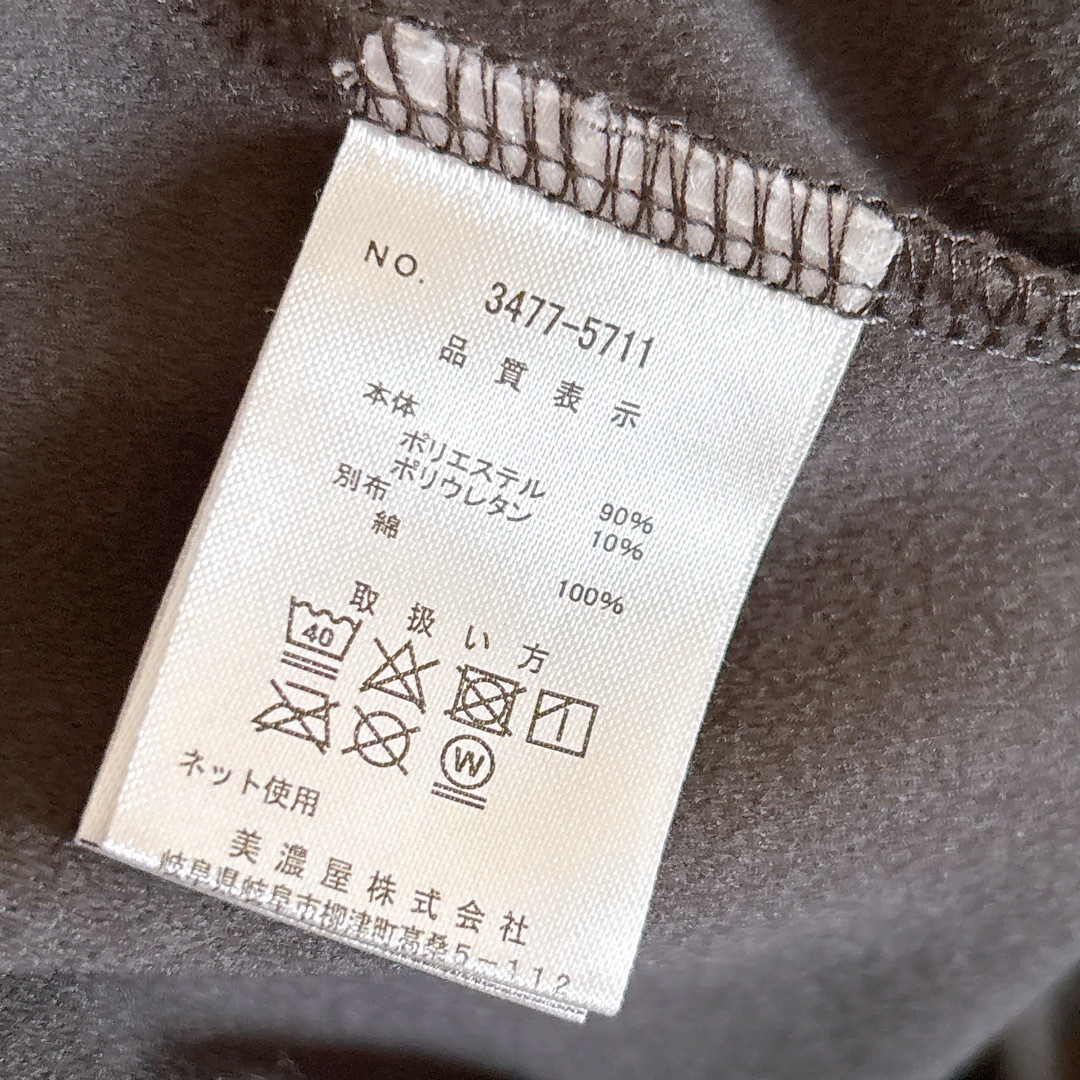 NO. 3477-5711
品質表示
本体
ポリエステル 90%
ポリウレタン 10%
別布
綿 100%
取扱い方
40
W
ネット使用
美濃屋株式会社
岐阜県岐阜市柳津町高桑5-112